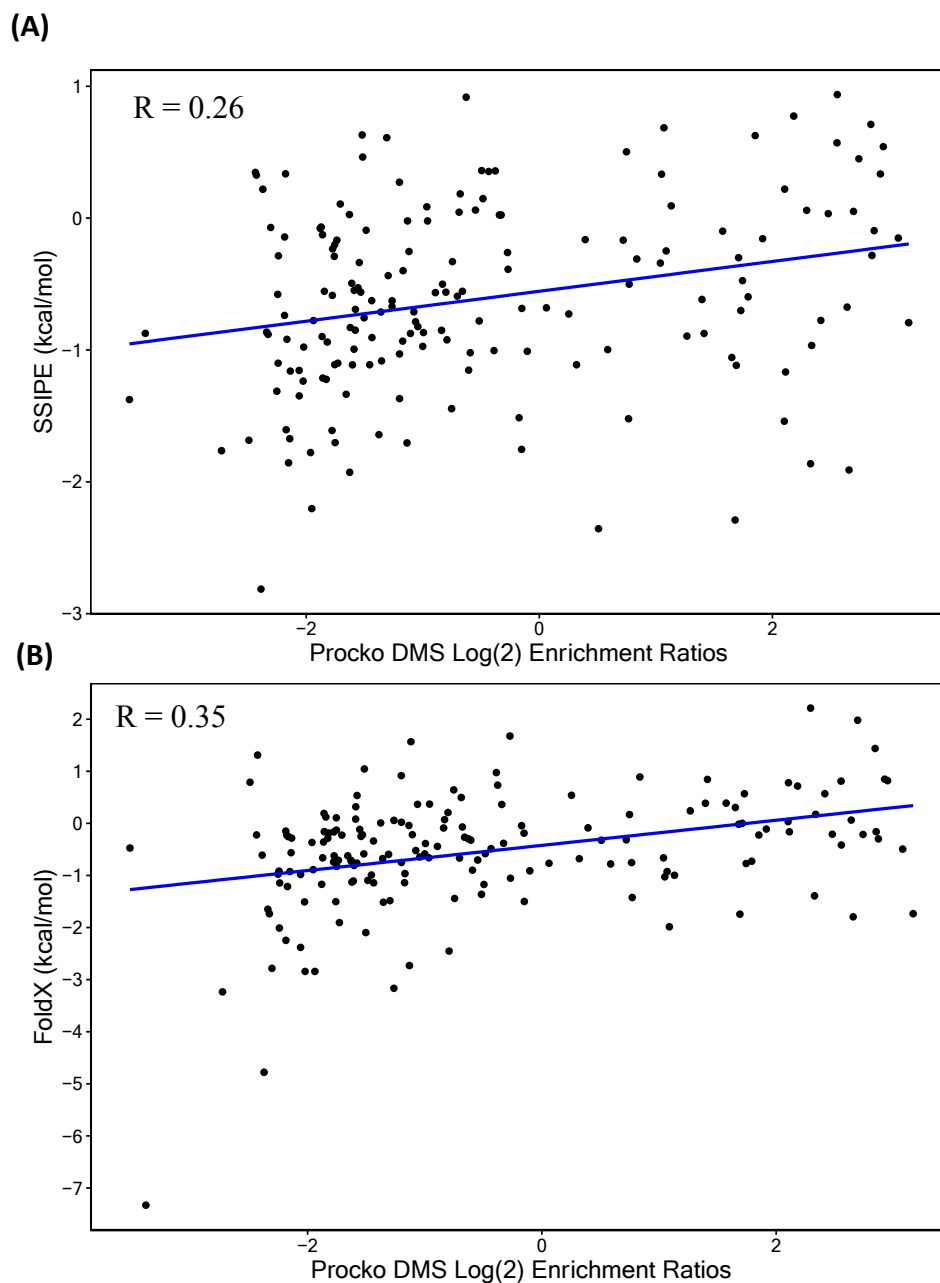 (A)
R = 0.26
1
0
−1
−2
−3
SSIPE (kcal/mol)
−2 0 2
Procko DMS Log(2) Enrichment Ratios
(B)
R = 0.35
2
1
0
−1
−2
−3
−4
−5
−6
−7
FoldX (kcal/mol)
−2 0 2
Procko DMS Log(2) Enrichment Ratios